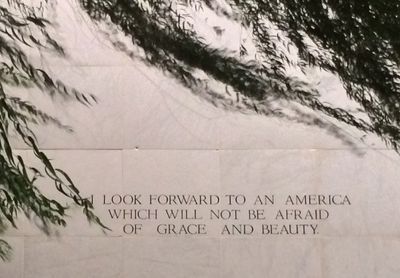 I LOOK FORWARD TO AN AMERICA
WHICH WILL NOT BE AFRAID
OF GRACE AND BEAUTY.